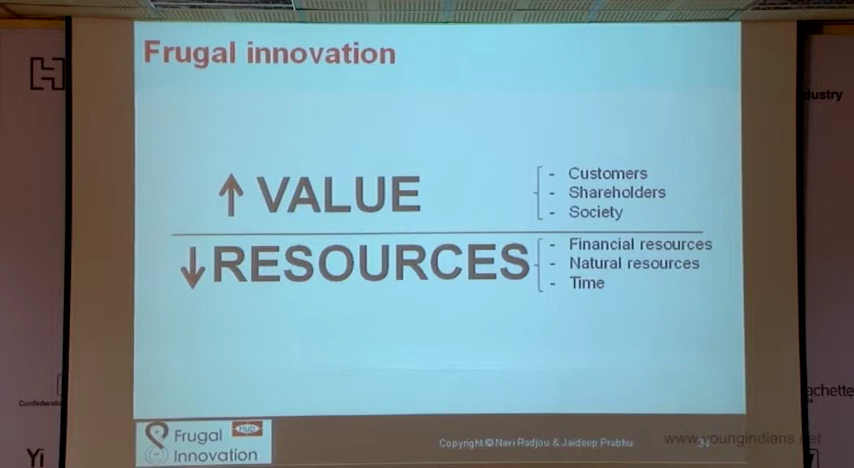 Frugal innovation
↑ VALUE
- Customers
- Shareholders
- Society
↓ RESOURCES
- Financial resources
- Natural resources
- Time
Frugal
Innovation
Copyright © Navi Radjou & Jaideep Prabhu
www.youngindians.net
Confederati
Yi
dustry
achette